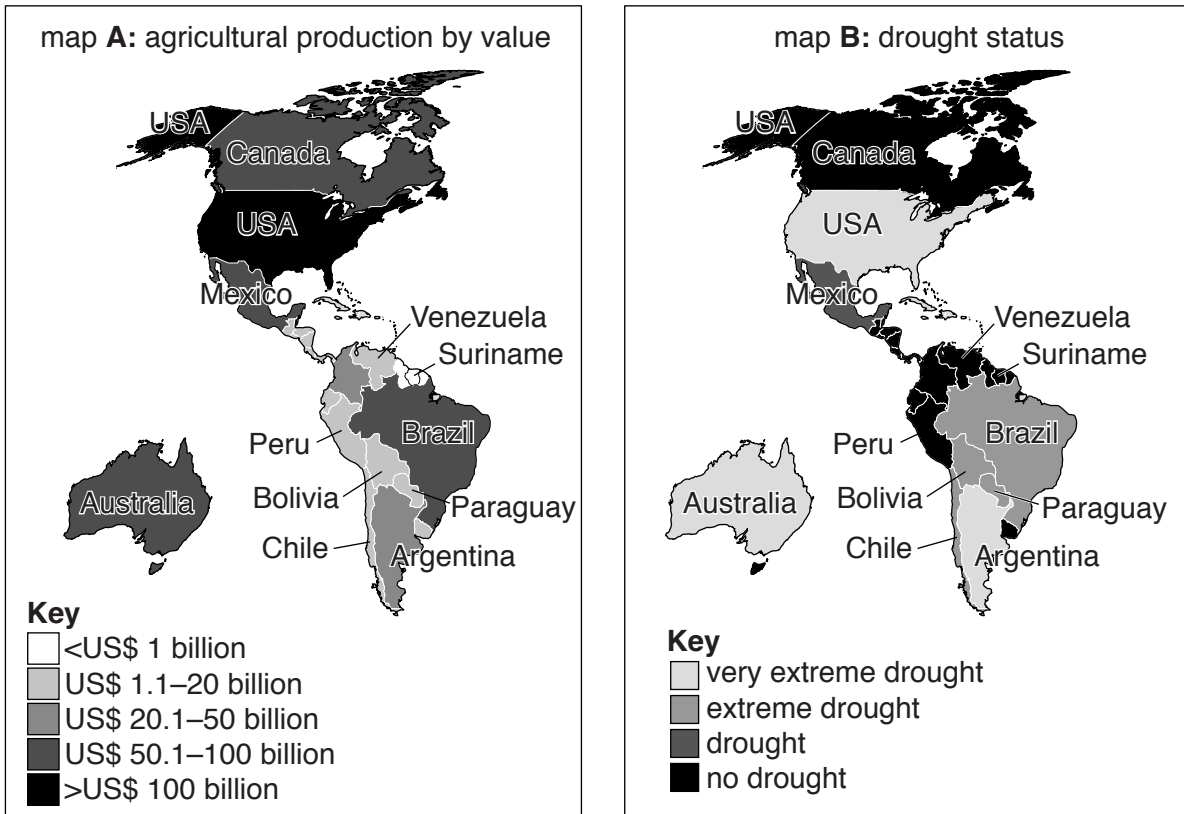 map A: agricultural production by value
USA
Canada
USA
Mexico
Venezuela
Suriname
Peru
Brazil
Australia
Bolivia
Paraguay
Chile
Argentina
Key
<US$ 1 billion
US$ 1.1–20 billion
US$ 20.1–50 billion
US$ 50.1–100 billion
>US$ 100 billion
map B: drought status
USA
Canada
USA
Mexico
Venezuela
Suriname
Peru
Brazil
Australia
Bolivia
Paraguay
Chile
Argentina
Key
very extreme drought
extreme drought
drought
no drought